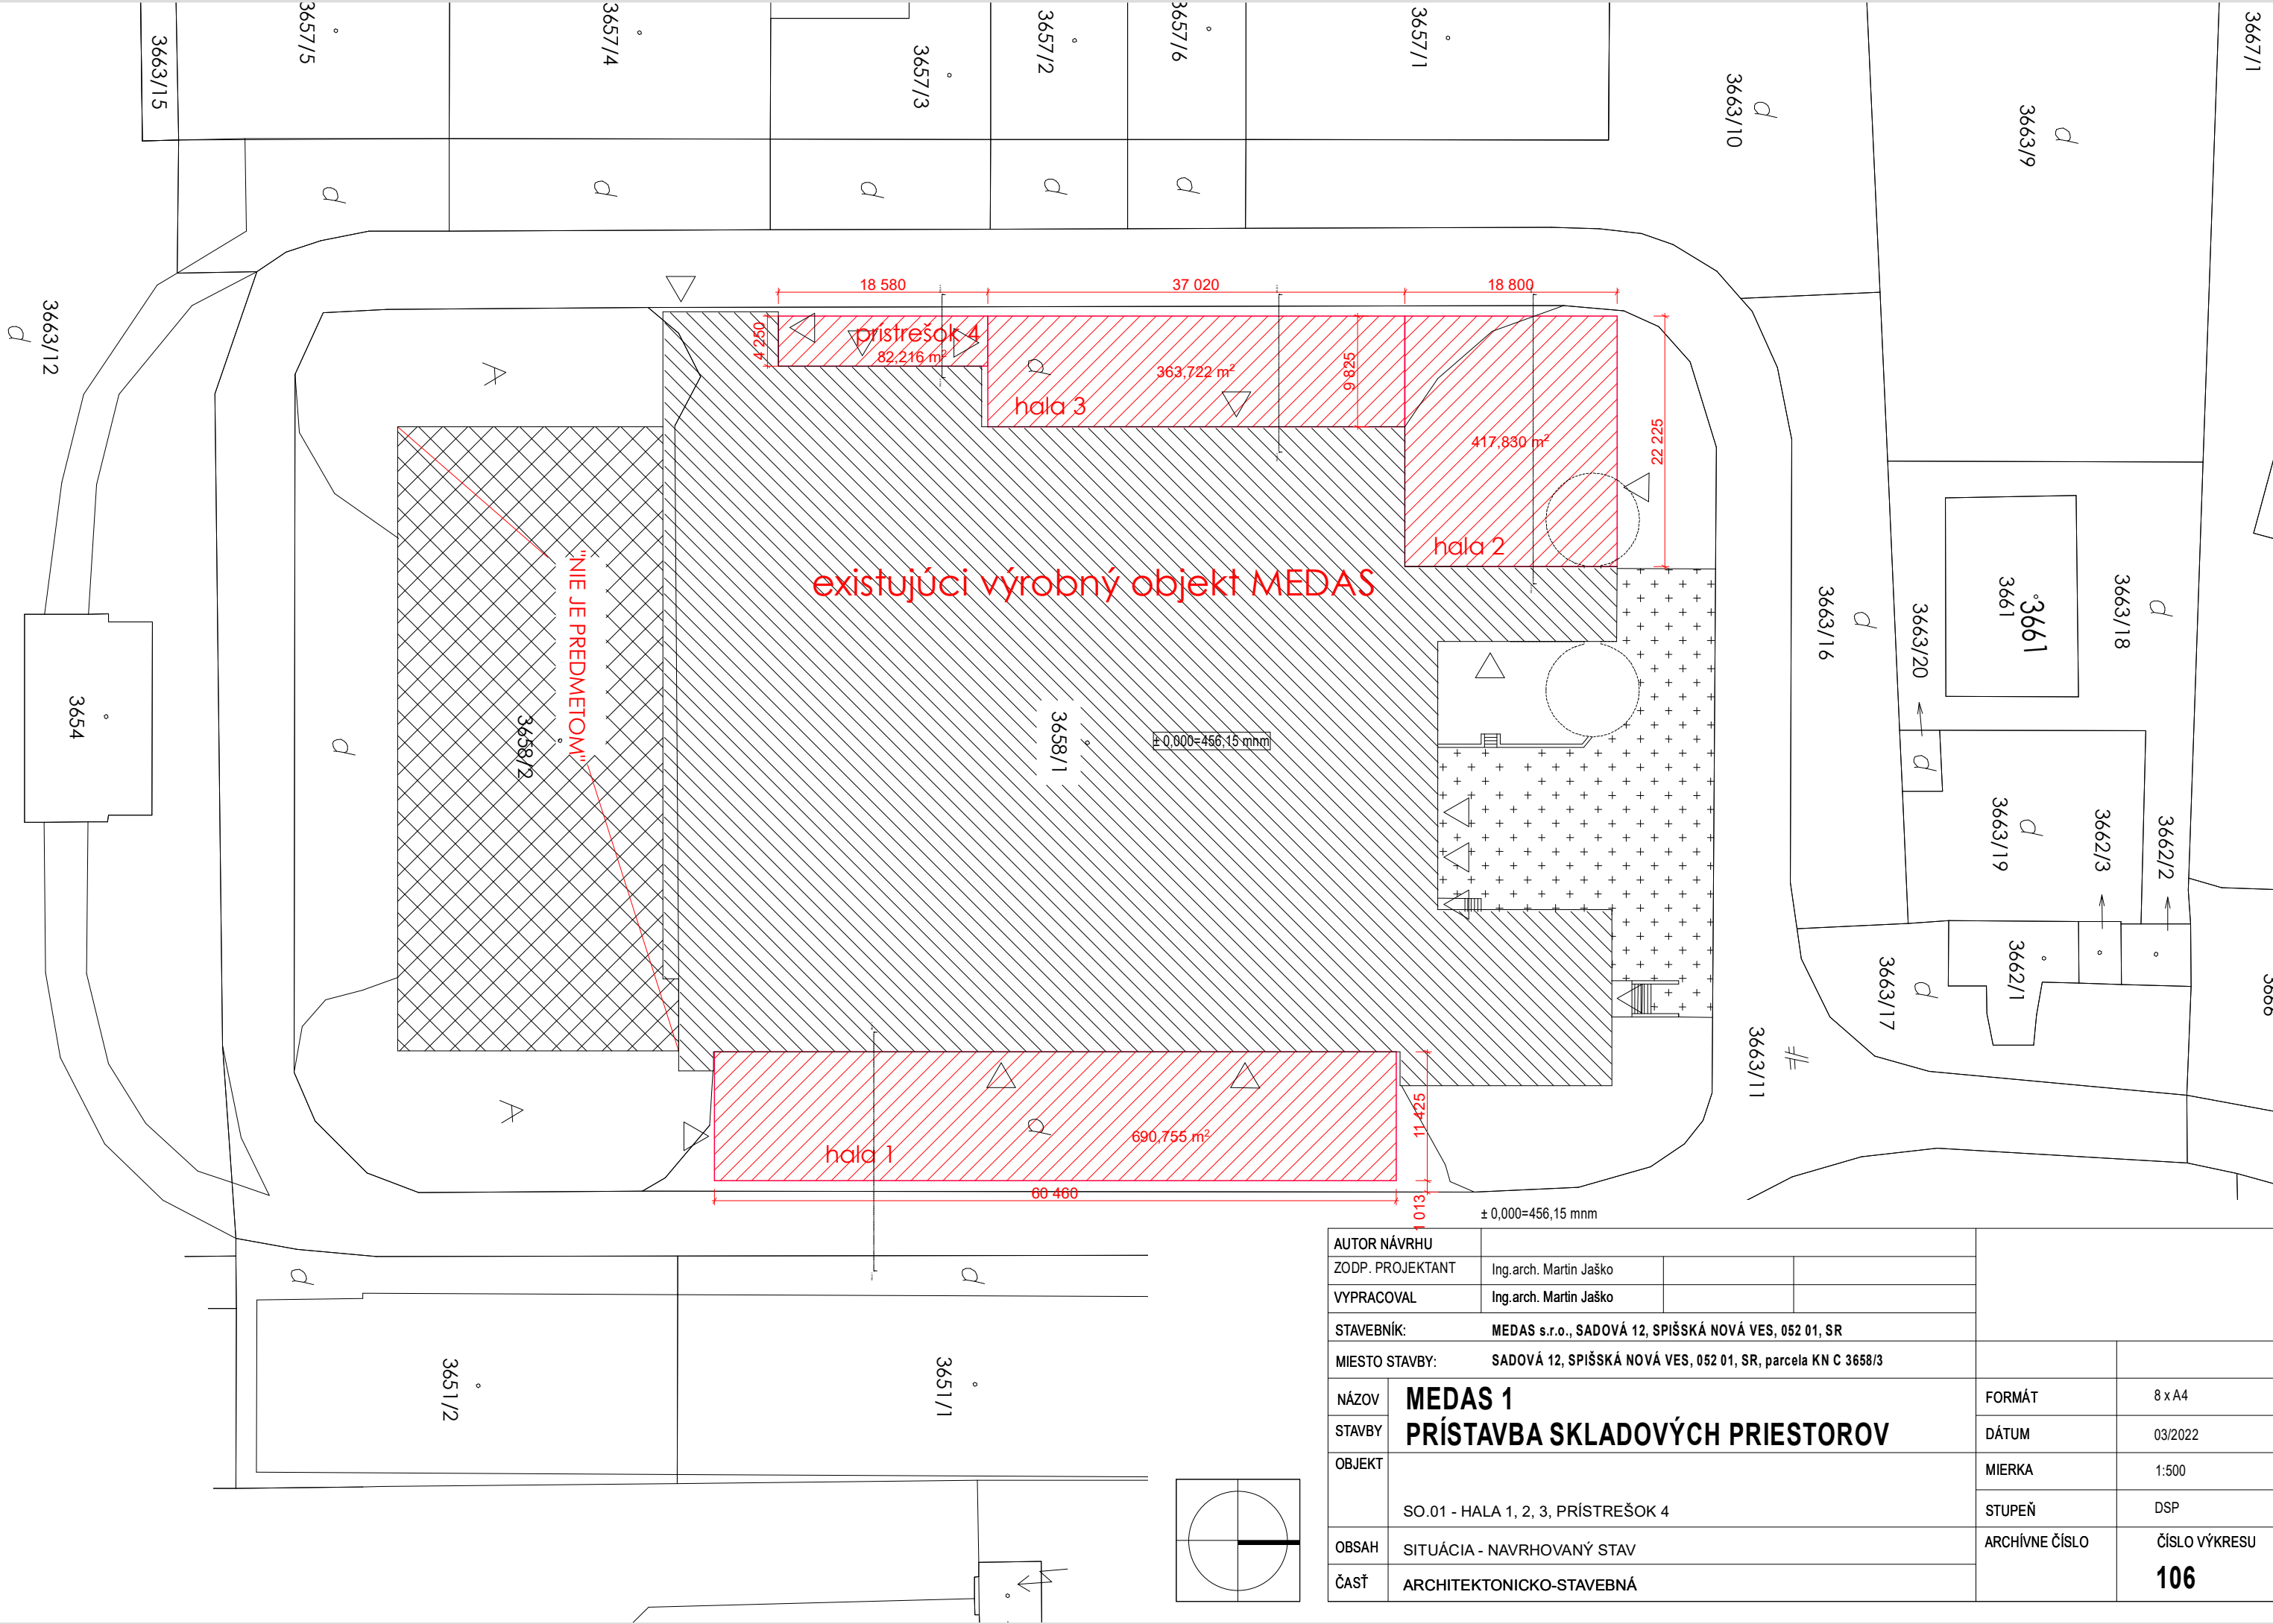 3663/15
3657/5
3657/4
3657/3
3657/2
3657/6
3657/1
3663/10
3663/9
3667/1
3663/12
18 580
37 020
18 800
4 250
prístrešok 4
82,216 m²
363,722 m²
9 825
hala 3
417,830 m²
22 225
hala 2
existujúci výrobný objekt MEDAS
"NIE JE PREDMETOM"
3658/2
3658/1
± 0,000=456,15 mnm
3654
3663/16
3663/20
3661
3661
3663/18
3663/19
3662/3
3662/2
3663/17
3662/1
3663/11
3666
hala 1
690,755 m²
11 425
60 460
1 013
± 0,000=456,15 mnm
3651/2
3651/1
AUTOR NÁVRHU
ZODP. PROJEKTANT Ing.arch. Martin Jaško
VYPRACOVAL Ing.arch. Martin Jaško
STAVEBNÍK: MEDAS s.r.o., SADOVÁ 12, SPIŠSKÁ NOVÁ VES, 052 01, SR
MIESTO STAVBY: SADOVÁ 12, SPIŠSKÁ NOVÁ VES, 052 01, SR, parcela KN C 3658/3
NÁZOV STAVBY
MEDAS 1
PRÍSTAVBA SKLADOVÝCH PRIESTOROV
OBJEKT
SO.01 - HALA 1, 2, 3, PRÍSTREŠOK 4
OBSAH SITUÁCIA - NAVRHOVANÝ STAV
ČASŤ ARCHITEKTONICKO-STAVEBNÁ
FORMÁT 8 x A4
DÁTUM 03/2022
MIERKA 1:500
STUPEŇ DSP
ARCHÍVNE ČÍSLO ČÍSLO VÝKRESU
106